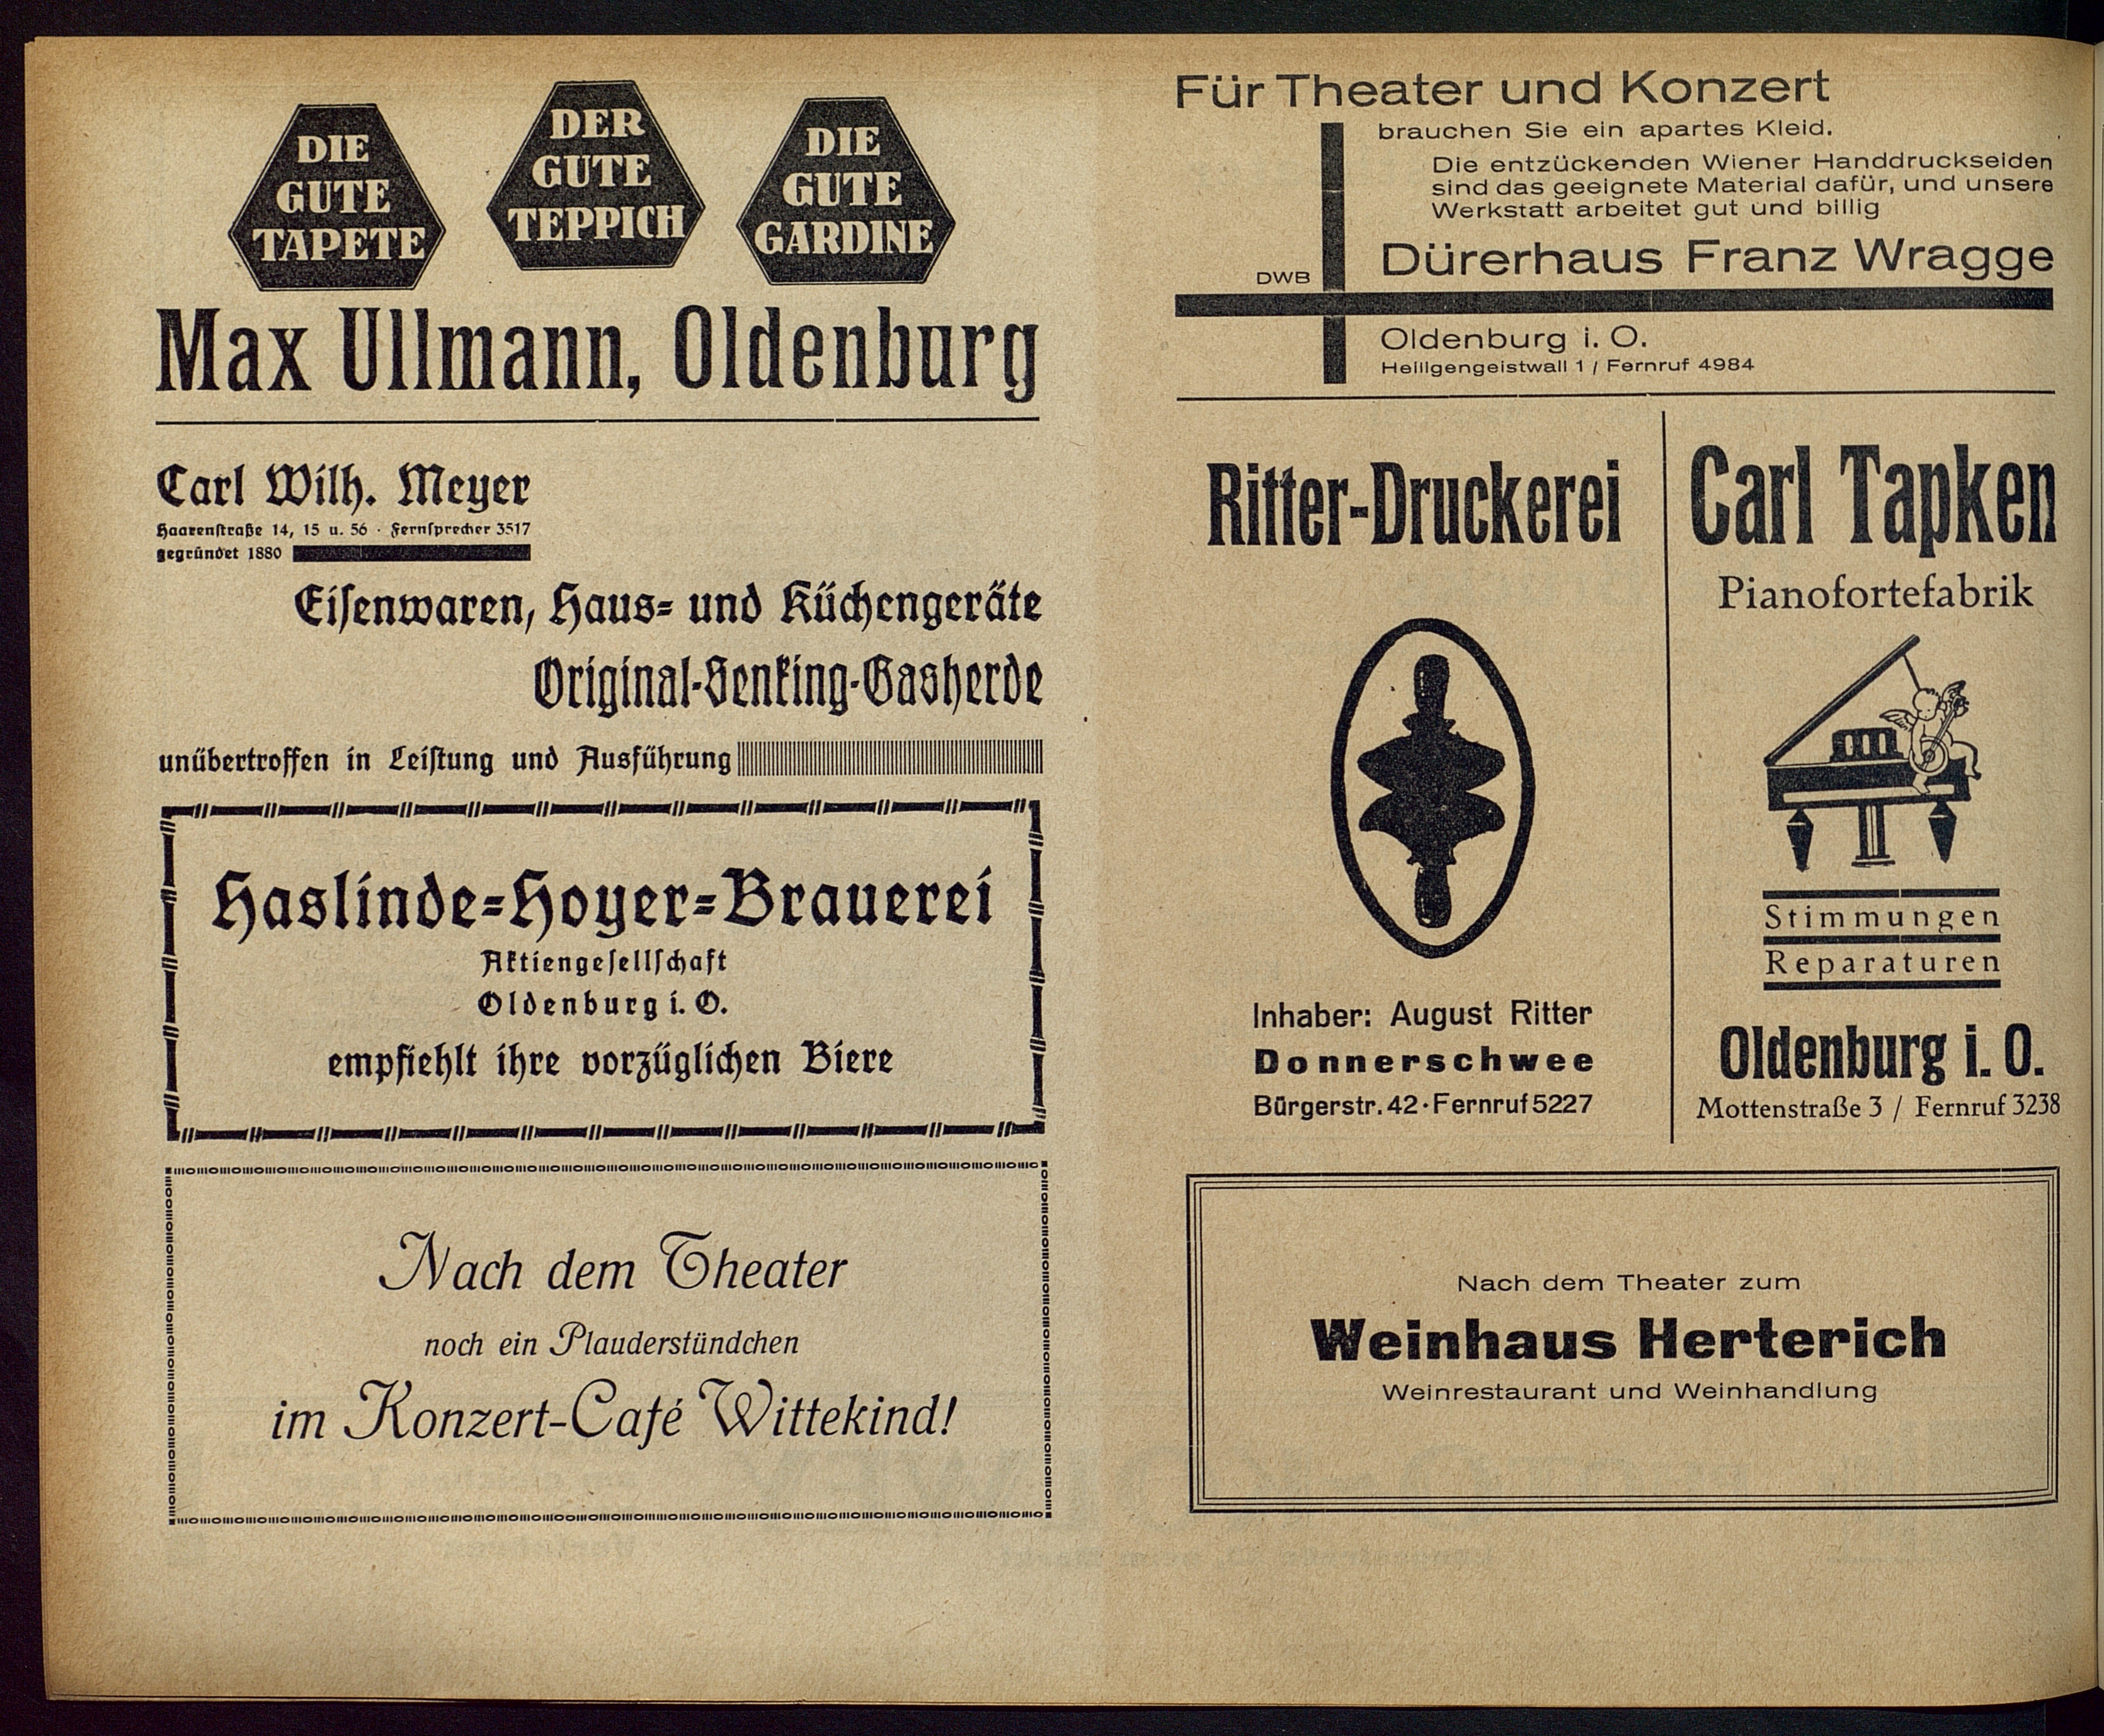 DIE
GUTE
TAPETE
DER
GUTE
TEPPICH
DIE
GUTE
GARDINE
Max Ullmann, Oldenburg
Carl Wilh. Meyer
Haarenſtraße 14, 15 u. 56 · Fernſprecher 3517
gegründet 1880
Eiſenwaren, Haus= und Küchengeräte
Original-Senking-Gasherde
unübertroffen in Leiſtung und Ausführung
Haslinde=Hoyer=Brauerei
Aktiengeſellſchaft
Oldenburg i. O.
empfiehlt ihre vorzüglichen Biere
Nach dem Theater
noch ein Plauderstündchen
im Konzert-Café Wittekind!
Für Theater und Konzert
brauchen Sie ein apartes Kleid.
Die entzückenden Wiener Handdruckseiden
sind das geeignete Material dafür, und unsere
Werkstatt arbeitet gut und billig
DWB
Dürerhaus Franz Wragge
Oldenburg i. O.
Heiligengeistwall 1 / Fernruf 4984
Ritter-Druckerei
Inhaber: August Ritter
Donnerschwee
Bürgerstr. 42 · Fernruf 5227
Carl Tapken
Pianofortefabrik
Stimmungen
Reparaturen
Oldenburg i. O.
Mottenstraße 3 / Fernruf 3238
Nach dem Theater zum
Weinhaus Herterich
Weinrestaurant und Weinhandlung